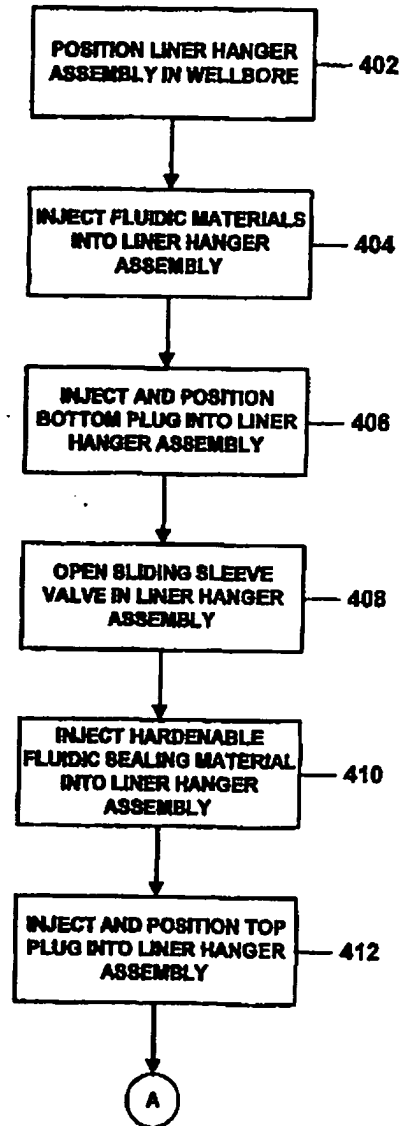 POSITION LINER HANGER
ASSEMBLY IN WELLBORE
402
INJECT FLUIDIC MATERIALS
INTO LINER HANGER
ASSEMBLY
404
INJECT AND POSITION
BOTTOM PLUG INTO LINER
HANGER ASSEMBLY
406
OPEN SLIDING SLEEVE
VALVE IN LINER HANGER
ASSEMBLY
408
INJECT HARDENABLE
FLUIDIC SEALING MATERIAL
INTO LINER HANGER
ASSEMBLY
410
INJECT AND POSITION TOP
PLUG INTO LINER HANGER
ASSEMBLY
412
A